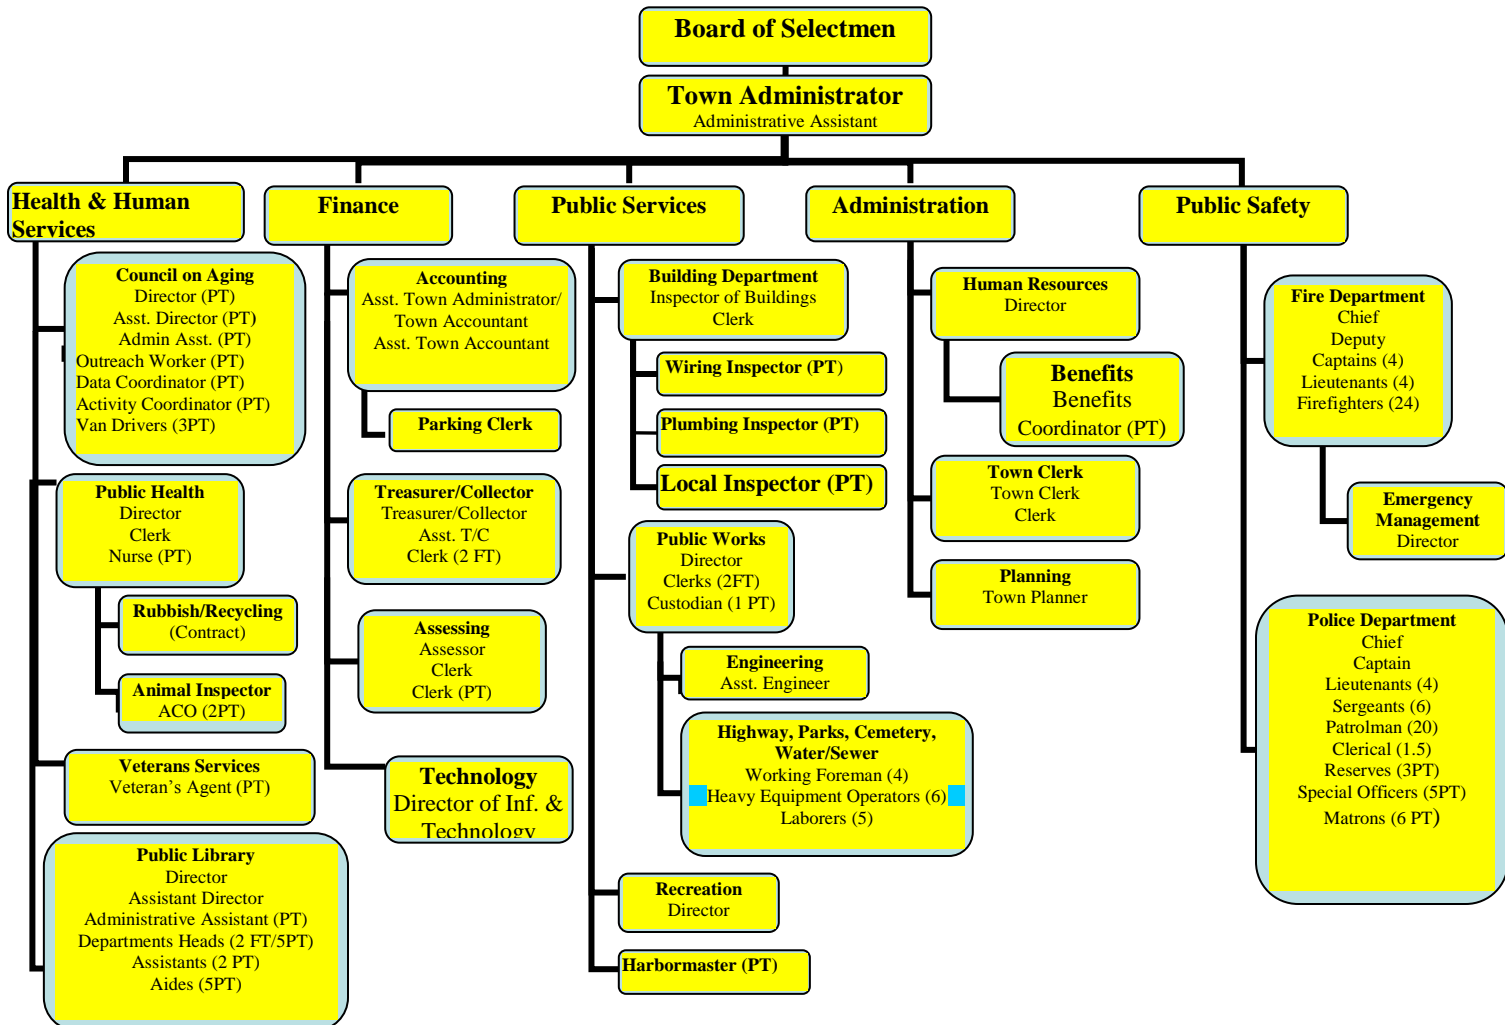 Board of Selectmen
Town Administrator
Administrative Assistant
Health & Human
Services
Finance
Public Services
Administration
Public Safety
Council on Aging
Director (PT)
Asst. Director (PT)
Admin Asst. (PT)
Outreach Worker (PT)
Data Coordinator (PT)
Activity Coordinator (PT)
Van Drivers (3PT)
Public Health
Director
Clerk
Nurse (PT)
Rubbish/Recycling
(Contract)
Animal Inspector
ACO (2PT)
Veterans Services
Veteran's Agent (PT)
Public Library
Director
Assistant Director
Administrative Assistant (PT)
Departments Heads (2 FT/5PT)
Assistants (2 PT)
Aides (5PT)
Accounting
Asst. Town Administrator/
Town Accountant
Asst. Town Accountant
Parking Clerk
Treasurer/Collector
Treasurer/Collector
Asst. T/C
Clerk (2 FT)
Assessing
Assessor
Clerk
Clerk (PT)
Technology
Director of Inf. &
Technology
Building Department
Inspector of Buildings
Clerk
Wiring Inspector (PT)
Plumbing Inspector (PT)
Local Inspector (PT)
Public Works
Director
Clerks (2FT)
Custodian (1 PT)
Engineering
Asst. Engineer
Highway, Parks, Cemetery,
Water/Sewer
Working Foreman (4)
Heavy Equipment Operators (6)
Laborers (5)
Recreation
Director
Harbormaster (PT)
Human Resources
Director
Benefits
Benefits
Coordinator (PT)
Town Clerk
Town Clerk
Clerk
Planning
Town Planner
Fire Department
Chief
Deputy
Captains (4)
Lieutenants (4)
Firefighters (24)
Emergency
Management
Director
Police Department
Chief
Captain
Lieutenants (4)
Sergeants (6)
Patrolman (20)
Clerical (1.5)
Reserves (3PT)
Special Officers (5PT)
Matrons (6 PT)